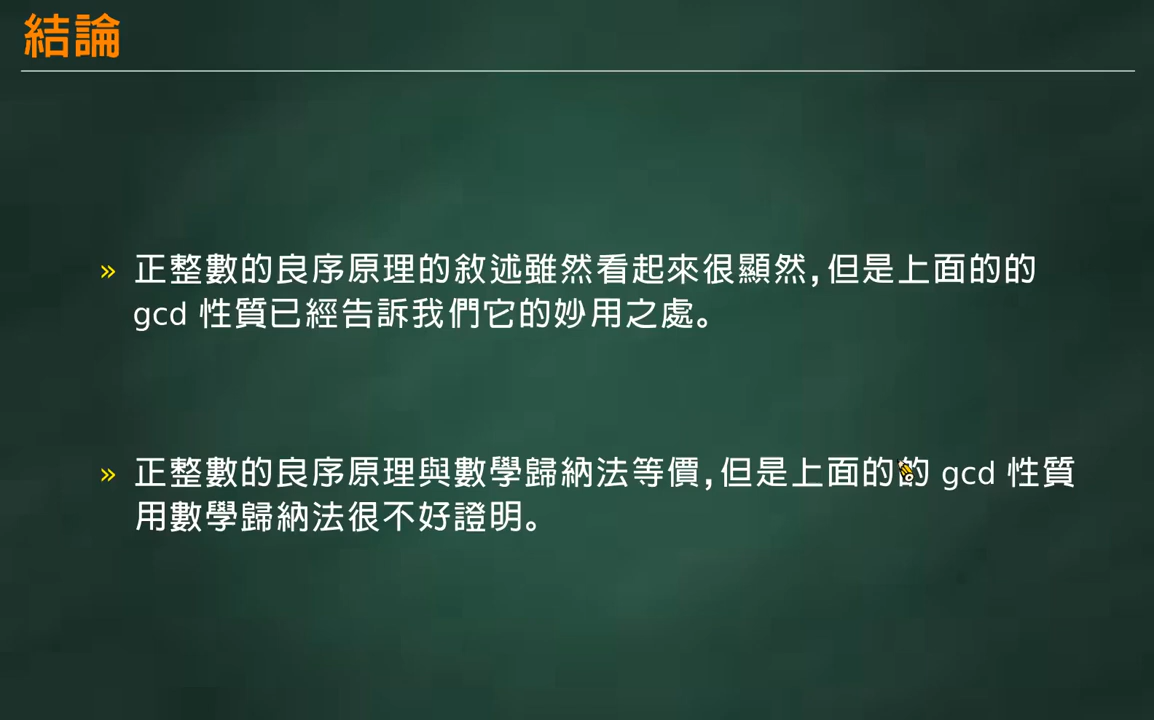 結論
» 正整數的良序原理的敘述雖然看起來很顯然,但是上面的的
gcd 性質已經告訴我們它的妙用之處。
» 正整數的良序原理與數學歸納法等價,但是上面的的 gcd 性質
用數學歸納法很不好證明。